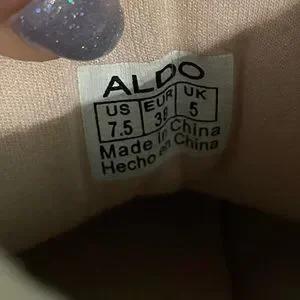 ALDO
US EUR UK
7.5 38 5
Made in China
Hecho en China